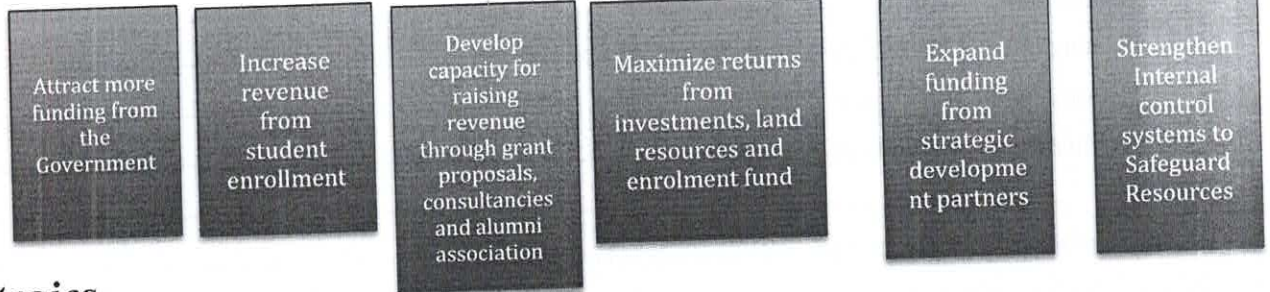 Attract more
funding from
the
Government
Increase
revenue
from
student
enrollment
Develop
capacity for
raising
revenue
through grant
proposals,
consultancies
and alumni
association
Maximize returns
from
investments, land
resources and
enrolment fund
Expand
funding
from
strategic
developme
nt partners
Strengthen
Internal
control
systems to
Safeguard
Resources